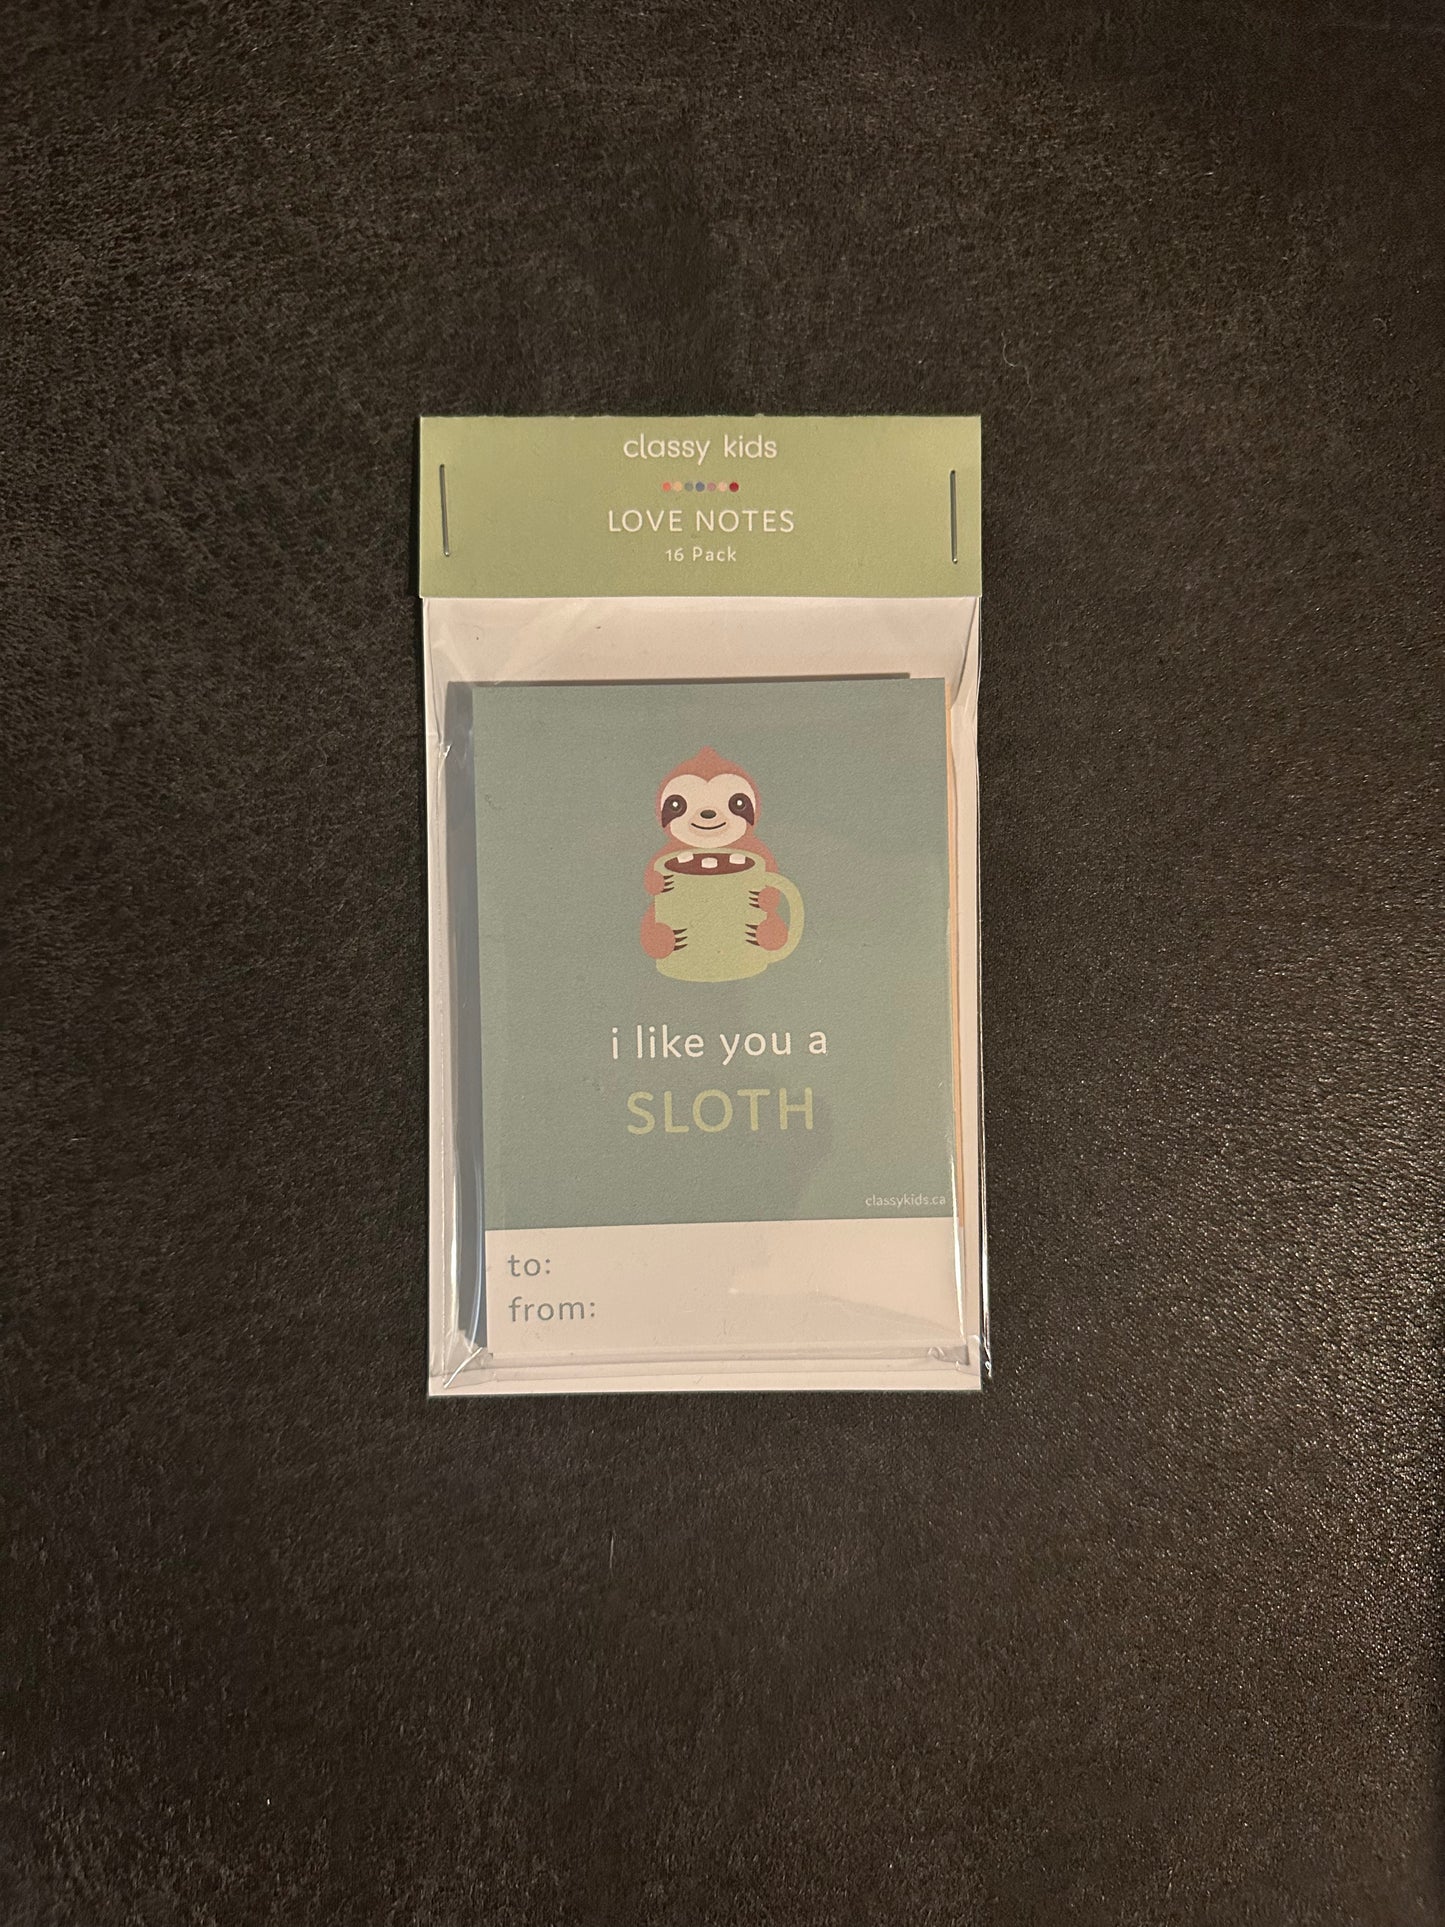 classy kids
LOVE NOTES
16 Pack
i like you a
SLOTH
classykids.ca
to:
from: